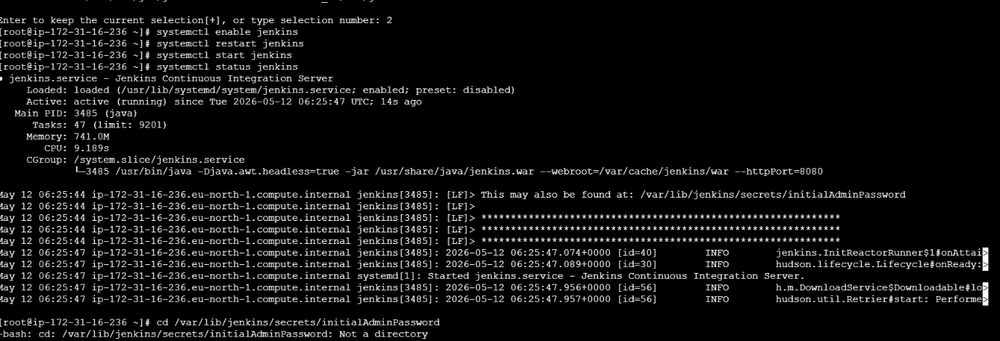 Enter to keep the current selection[+], or type selection number: 2
[root@ip-172-31-16-236 ~]# systemctl enable jenkins
[root@ip-172-31-16-236 ~]# systemctl restart jenkins
[root@ip-172-31-16-236 ~]# systemctl start jenkins
[root@ip-172-31-16-236 ~]# systemctl status jenkins
● jenkins.service - Jenkins Continuous Integration Server
     Loaded: loaded (/usr/lib/systemd/system/jenkins.service; enabled; preset: disabled)
     Active: active (running) since Tue 2026-05-12 06:25:47 UTC; 14s ago
   Main PID: 3485 (java)
      Tasks: 47 (limit: 9201)
     Memory: 741.0M
        CPU: 9.189s
     CGroup: /system.slice/jenkins.service
             └─3485 /usr/bin/java -Djava.awt.headless=true -jar /usr/share/java/jenkins.war --webroot=/var/cache/jenkins/war --httpPort=8080
May 12 06:25:44 ip-172-31-16-236.eu-north-1.compute.internal jenkins[3485]: [LF]> This may also be found at: /var/lib/jenkins/secrets/initialAdminPassword
May 12 06:25:44 ip-172-31-16-236.eu-north-1.compute.internal jenkins[3485]: [LF]>
May 12 06:25:44 ip-172-31-16-236.eu-north-1.compute.internal jenkins[3485]: [LF]> *************************************************************
May 12 06:25:44 ip-172-31-16-236.eu-north-1.compute.internal jenkins[3485]: [LF]> *************************************************************
May 12 06:25:44 ip-172-31-16-236.eu-north-1.compute.internal jenkins[3485]: [LF]> *************************************************************
May 12 06:25:47 ip-172-31-16-236.eu-north-1.compute.internal jenkins[3485]: 2026-05-12 06:25:47.074+0000 [id=40]        INFO        jenkins.InitReactorRunner$1#onAttai>
May 12 06:25:47 ip-172-31-16-236.eu-north-1.compute.internal jenkins[3485]: 2026-05-12 06:25:47.089+0000 [id=30]        INFO        hudson.lifecycle.Lifecycle#onReady:>
May 12 06:25:47 ip-172-31-16-236.eu-north-1.compute.internal systemd[1]: Started jenkins.service - Jenkins Continuous Integration Server.
May 12 06:25:47 ip-172-31-16-236.eu-north-1.compute.internal jenkins[3485]: 2026-05-12 06:25:47.956+0000 [id=56]        INFO        h.m.DownloadService$Downloadable#lo>
May 12 06:25:47 ip-172-31-16-236.eu-north-1.compute.internal jenkins[3485]: 2026-05-12 06:25:47.957+0000 [id=56]        INFO        hudson.util.Retrier#start: Performe>
[root@ip-172-31-16-236 ~]# cd /var/lib/jenkins/secrets/initialAdminPassword
-bash: cd: /var/lib/jenkins/secrets/initialAdminPassword: Not a directory